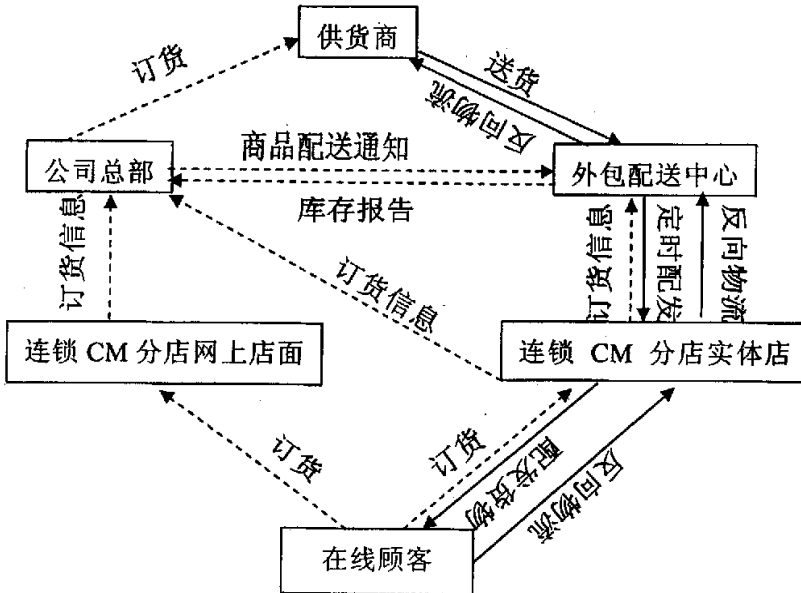 供货商
订货
送货
反向物流
商品配送通知
公司总部
外包配送中心
库存报告
订货信息
订货信息
订货信息
定时配发
反向物流
连锁 CM 分店网上店面
连锁 CM 分店实体店
订货
订货
配发货物
反向物流
在线顾客